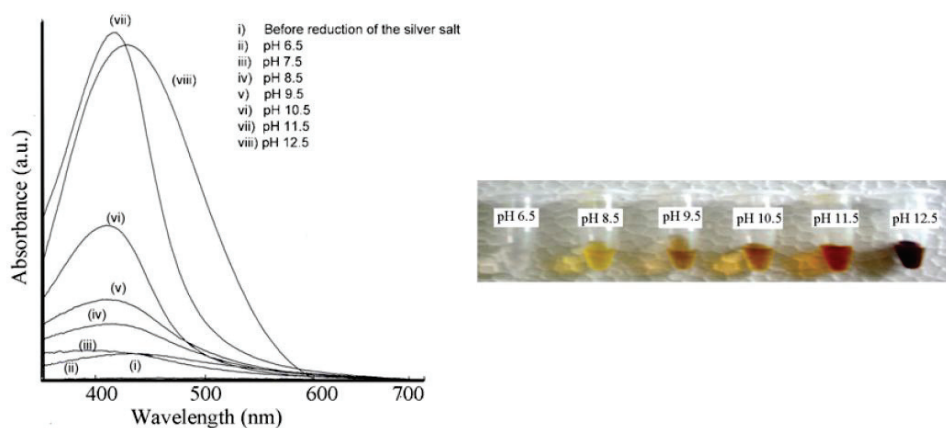 (vii)
(viii)
(vi)
(v)
(iv)
(iii)
(ii)
(i)
i) Before reduction of the silver salt
ii) pH 6.5
iii) pH 7.5
iv) pH 8.5
v) pH 9.5
vi) pH 10.5
vii) pH 11.5
viii) pH 12.5
Absorbance (a.u.)
400 500 600 700
Wavelength (nm)
pH 6.5 pH 8.5 pH 9.5 pH 10.5 pH 11.5 pH 12.5